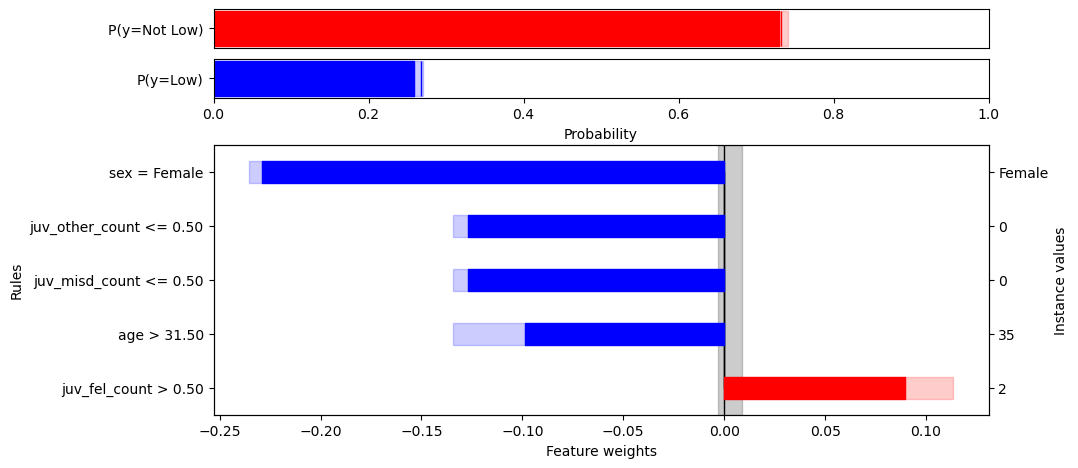 P(y=Not Low)
P(y=Low)
0.0 0.2 0.4 0.6 0.8 1.0
Probability
sex = Female Female
juv_other_count <= 0.50 0
juv_misd_count <= 0.50 0
age > 31.50 35
juv_fel_count > 0.50 2
Rules
Instance values
−0.25 −0.20 −0.15 −0.10 −0.05 0.00 0.05 0.10
Feature weights